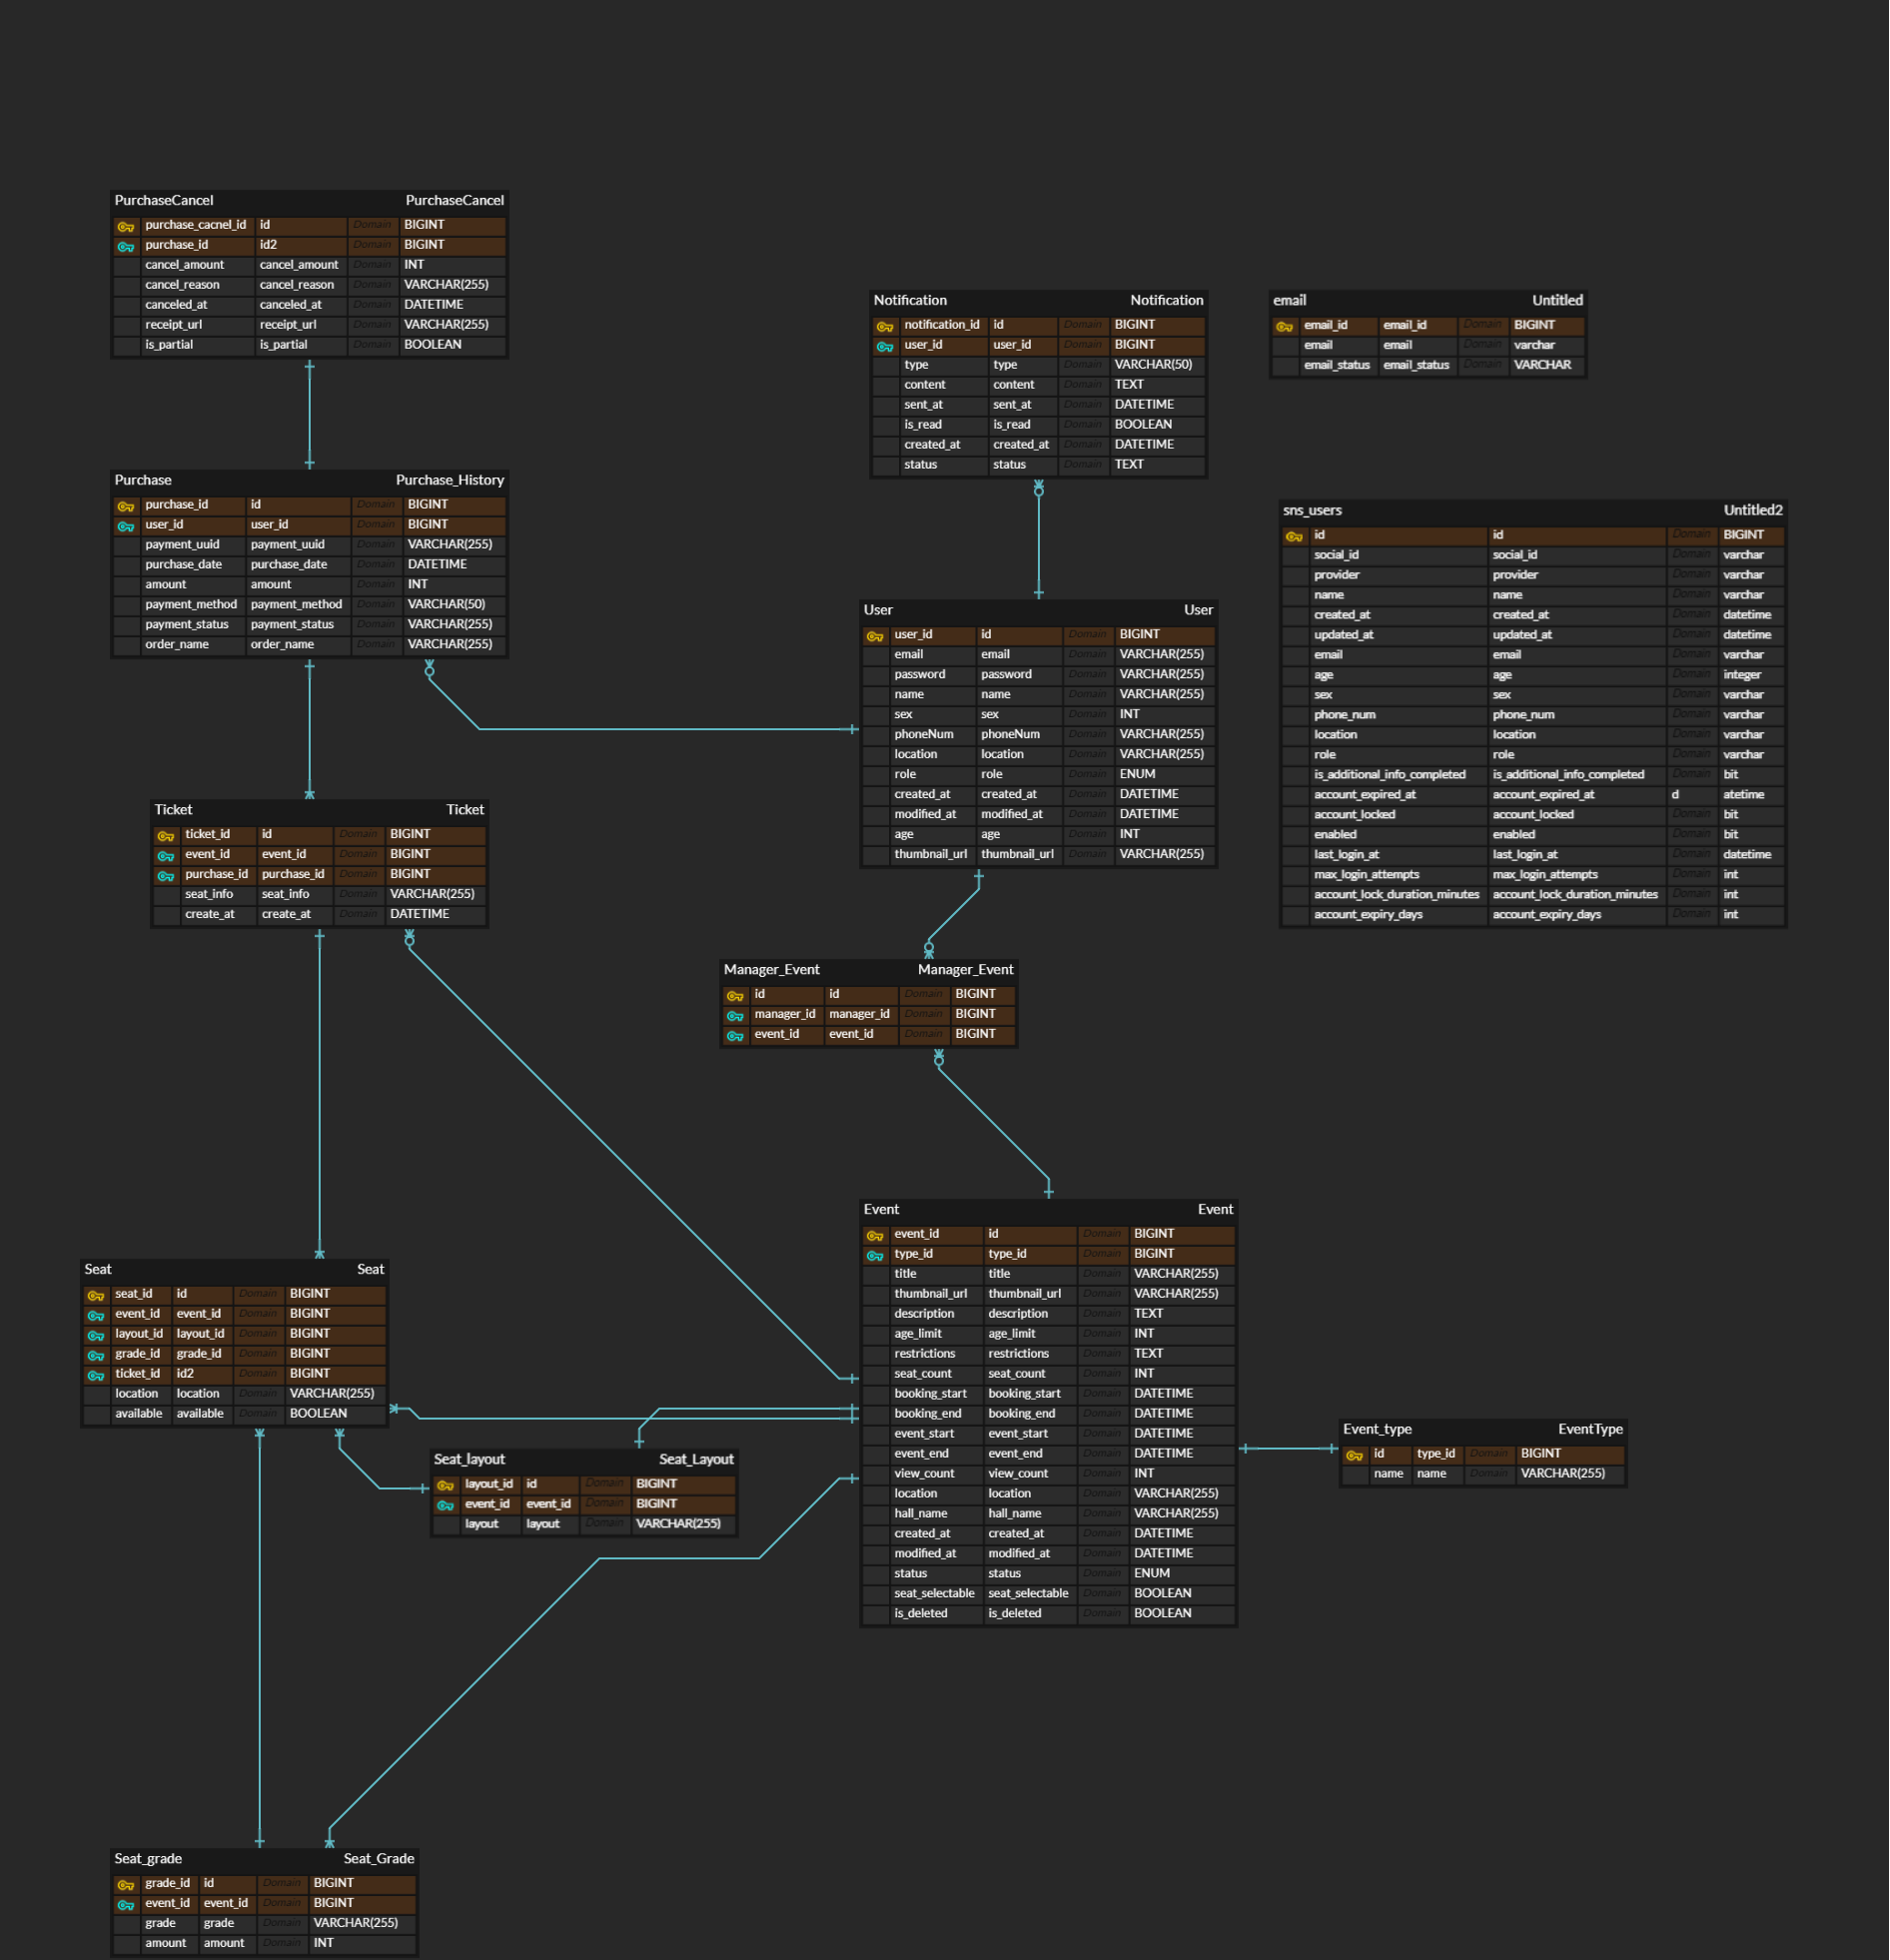 PurchaseCancel PurchaseCancel
purchase_cacnel_id id Domain BIGINT
purchase_id id2 Domain BIGINT
cancel_amount cancel_amount Domain INT
cancel_reason cancel_reason Domain VARCHAR(255)
canceled_at canceled_at Domain DATETIME
receipt_url receipt_url Domain VARCHAR(255)
is_partial is_partial Domain BOOLEAN
Notification Notification
notification_id id Domain BIGINT
user_id user_id Domain BIGINT
type type Domain VARCHAR(50)
content content Domain TEXT
sent_at sent_at Domain DATETIME
is_read is_read Domain BOOLEAN
created_at created_at Domain DATETIME
status status Domain TEXT
email Untitled
email_id email_id Domain BIGINT
email email Domain varchar
email_status email_status Domain VARCHAR
Purchase Purchase_History
purchase_id id Domain BIGINT
user_id user_id Domain BIGINT
payment_uuid payment_uuid Domain VARCHAR(255)
purchase_date purchase_date Domain DATETIME
amount amount Domain INT
payment_method payment_method Domain VARCHAR(50)
payment_status payment_status Domain VARCHAR(255)
order_name order_name Domain VARCHAR(255)
sns_users Untitled2
id id Domain BIGINT
social_id social_id Domain varchar
provider provider Domain varchar
name name Domain varchar
created_at created_at Domain datetime
updated_at updated_at Domain datetime
email email Domain varchar
age age Domain integer
sex sex Domain varchar
phone_num phone_num Domain varchar
location location Domain varchar
role role Domain varchar
is_additional_info_completed is_additional_info_completed Domain bit
account_expired_at account_expired_at d atetime
account_locked account_locked Domain bit
enabled enabled Domain bit
last_login_at last_login_at Domain datetime
max_login_attempts max_login_attempts Domain int
account_lock_duration_minutes account_lock_duration_minutes Domain int
account_expiry_days account_expiry_days Domain int
User User
user_id id Domain BIGINT
email email Domain VARCHAR(255)
password password Domain VARCHAR(255)
name name Domain VARCHAR(255)
sex sex Domain INT
phoneNum phoneNum Domain VARCHAR(255)
location location Domain VARCHAR(255)
role role Domain ENUM
created_at created_at Domain DATETIME
modified_at modified_at Domain DATETIME
age age Domain INT
thumbnail_url thumbnail_url Domain VARCHAR(255)
Ticket Ticket
ticket_id id Domain BIGINT
event_id event_id Domain BIGINT
purchase_id purchase_id Domain BIGINT
seat_info seat_info Domain VARCHAR(255)
create_at create_at Domain DATETIME
Manager_Event Manager_Event
id id Domain BIGINT
manager_id manager_id Domain BIGINT
event_id event_id Domain BIGINT
Event Event
event_id id Domain BIGINT
type_id type_id Domain BIGINT
title title Domain VARCHAR(255)
thumbnail_url thumbnail_url Domain VARCHAR(255)
description description Domain TEXT
age_limit age_limit Domain INT
restrictions restrictions Domain TEXT
seat_count seat_count Domain INT
booking_start booking_start Domain DATETIME
booking_end booking_end Domain DATETIME
event_start event_start Domain DATETIME
event_end event_end Domain DATETIME
view_count view_count Domain INT
location location Domain VARCHAR(255)
hall_name hall_name Domain VARCHAR(255)
created_at created_at Domain DATETIME
modified_at modified_at Domain DATETIME
status status Domain ENUM
seat_selectable seat_selectable Domain BOOLEAN
is_deleted is_deleted Domain BOOLEAN
Seat Seat
seat_id id Domain BIGINT
event_id event_id Domain BIGINT
layout_id layout_id Domain BIGINT
grade_id grade_id Domain BIGINT
ticket_id id2 Domain BIGINT
location location Domain VARCHAR(255)
available available Domain BOOLEAN
Event_type EventType
id type_id Domain BIGINT
name name Domain VARCHAR(255)
Seat_layout Seat_Layout
layout_id id Domain BIGINT
event_id event_id Domain BIGINT
layout layout Domain VARCHAR(255)
Seat_grade Seat_Grade
grade_id id Domain BIGINT
event_id event_id Domain BIGINT
grade grade Domain VARCHAR(255)
amount amount Domain INT